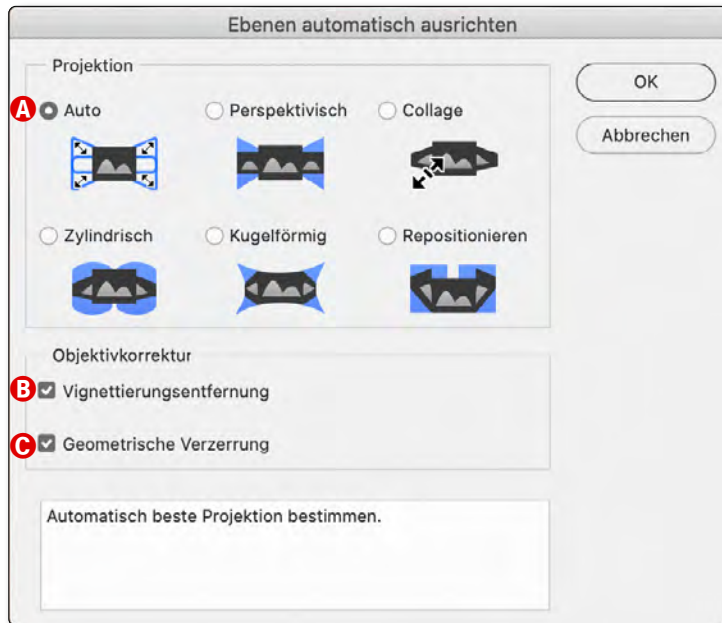 Ebenen automatisch ausrichten
Projektion
OK
A Auto
Perspektivisch
Collage
Abbrechen
Zylindrisch
Kugelförmig
Repositionieren
Objektivkorrektur
B Vignettierungsentfernung
C Geometrische Verzerrung
Automatisch beste Projektion bestimmen.